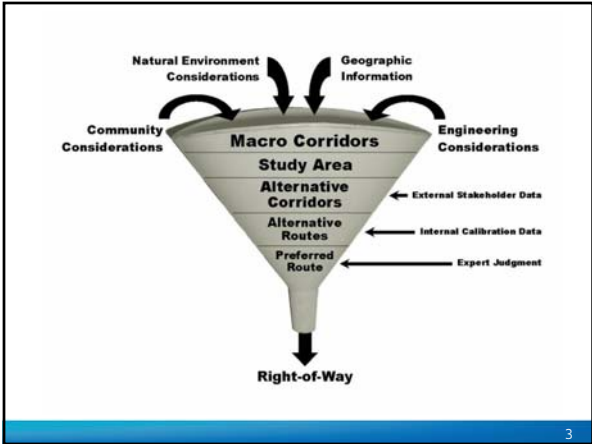 Natural Environment
Considerations
Geographic
Information
Community
Considerations
Engineering
Considerations
Macro Corridors
Study Area
Alternative
Corridors
External Stakeholder Data
Alternative
Routes
Internal Calibration Data
Preferred
Route
Expert Judgment
Right-of-Way
3